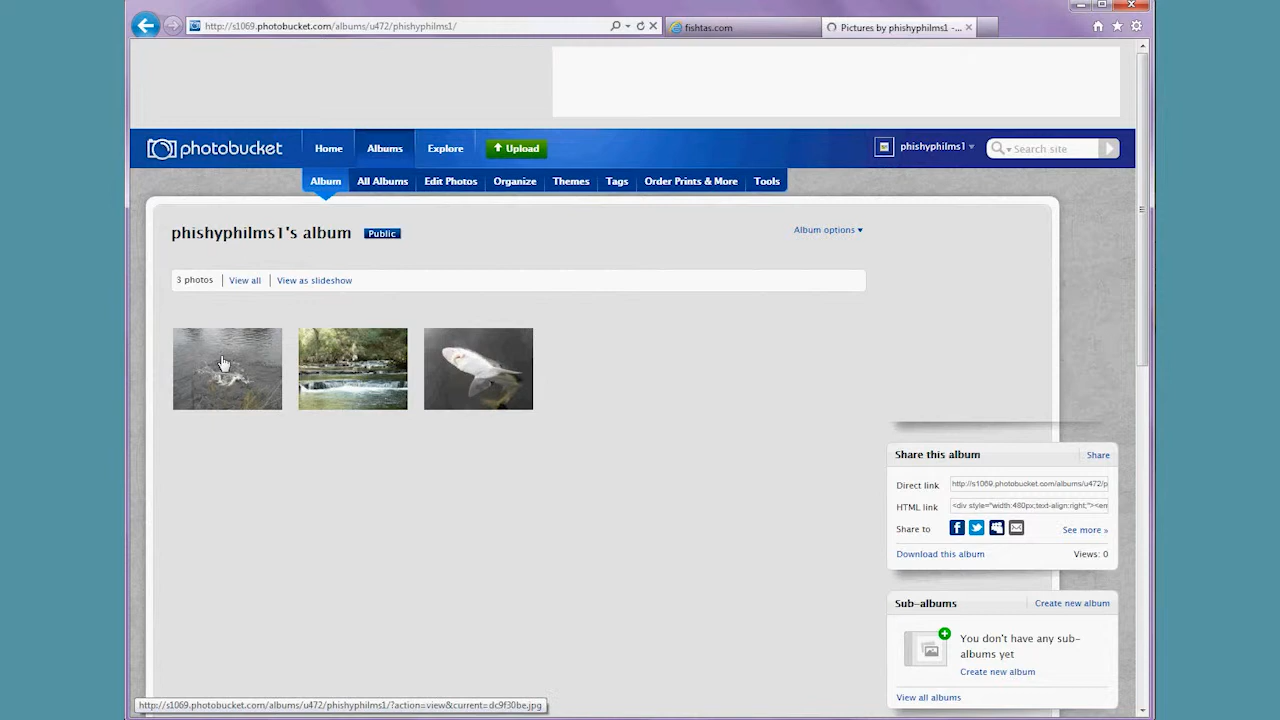 http://s1069.photobucket.com/albums/u472/phishyphilms1/
fishtas.com
Pictures by phishyphilms1 -...
photobucket
Home
Albums
Explore
Upload
phishyphilms1
Search site
Album
All Albums
Edit Photos
Organize
Themes
Tags
Order Prints & More
Tools
phishyphilms1's album
Public
Album options
3 photos
View all
View as slideshow
Share this album
Share
Direct link
http://s1069.photobucket.com/albums/u472/p
HTML link
<div style="width:480px;text-align:right;"><en
Share to
See more »
Download this album
Views: 0
Sub-albums
Create new album
You don't have any sub-
albums yet
Create new album
View all albums
http://s1069.photobucket.com/albums/u472/phishyphilms1/?action=view&current=dc9f30be.jpg